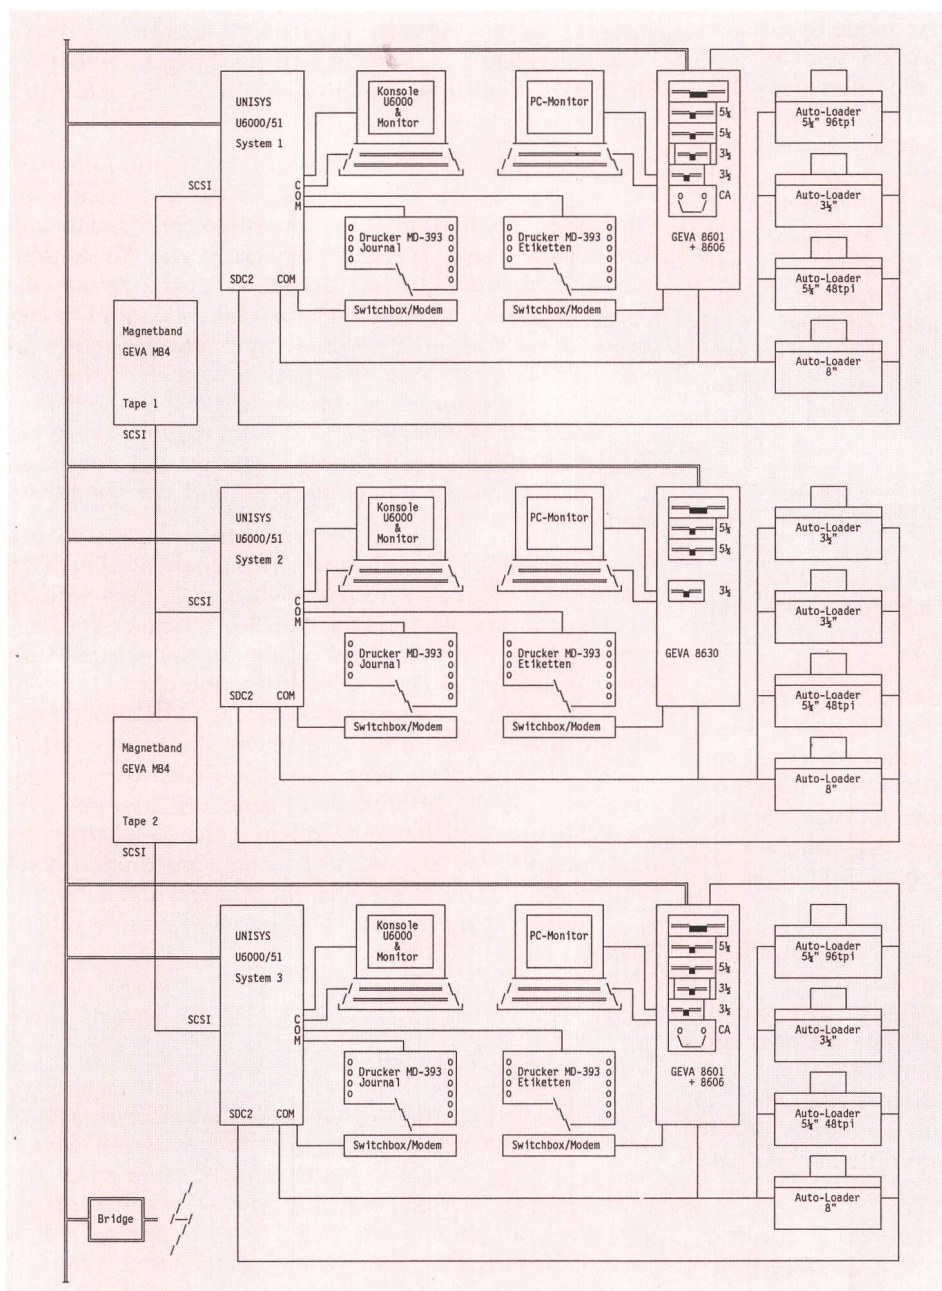 UNISYS
U6000/51
System 1
Konsole
U6000
&
Monitor
PC-Monitor
5¼
5¼
3½
3½
CA
GEVA 8601
+ 8606
Auto-Loader
5¼" 96tpi
Auto-Loader
3½"
Auto-Loader
5¼" 48tpi
Auto-Loader
8"
SCSI
C
O
M
Drucker MD-393
Journal
Drucker MD-393
Etiketten
SDC2 COM
Switchbox/Modem
Switchbox/Modem
Magnetband
GEVA MB4
Tape 1
SCSI
UNISYS
U6000/51
System 2
Konsole
U6000
&
Monitor
PC-Monitor
5¼
5¼
3½
GEVA 8630
Auto-Loader
3½"
Auto-Loader
3½"
Auto-Loader
5¼" 48tpi
Auto-Loader
8"
SCSI
C
O
M
Drucker MD-393
Journal
Drucker MD-393
Etiketten
SDC2 COM
Switchbox/Modem
Switchbox/Modem
Magnetband
GEVA MB4
Tape 2
SCSI
UNISYS
U6000/51
System 3
Konsole
U6000
&
Monitor
PC-Monitor
5¼
5¼
3½
3½
CA
GEVA 8601
+ 8606
Auto-Loader
5¼" 96tpi
Auto-Loader
3½"
Auto-Loader
5¼" 48tpi
Auto-Loader
8"
SCSI
C
O
M
Drucker MD-393
Journal
Drucker MD-393
Etiketten
SDC2 COM
Switchbox/Modem
Switchbox/Modem
Bridge